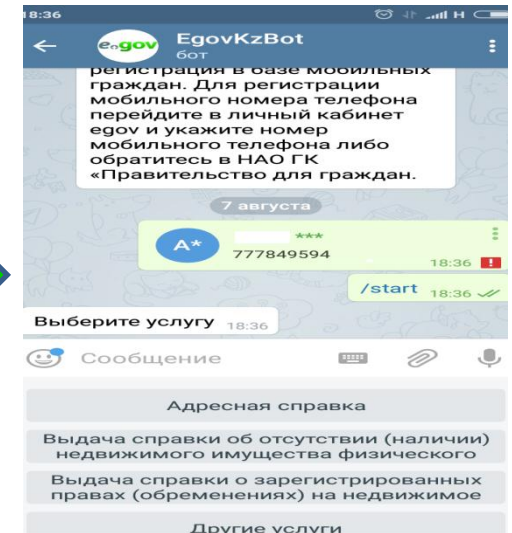 18:36
H
e.gov
EgovKzBot
бот
регистрация в базе мобильных
граждан. Для регистрации
мобильного номера телефона
перейдите в личный кабинет
egov и укажите номер
мобильного телефона либо
обратитесь в НАО ГК
«Правительство для граждан.
7 августа
A*
***
777849594
18:36
/start 18:36
Выберите услугу 18:36
Сообщение
Адресная справка
Выдача справки об отсутствии (наличии)
недвижимого имущества физического
Выдача справки о зарегистрированных
правах (обременениях) на недвижимое
Другие услуги